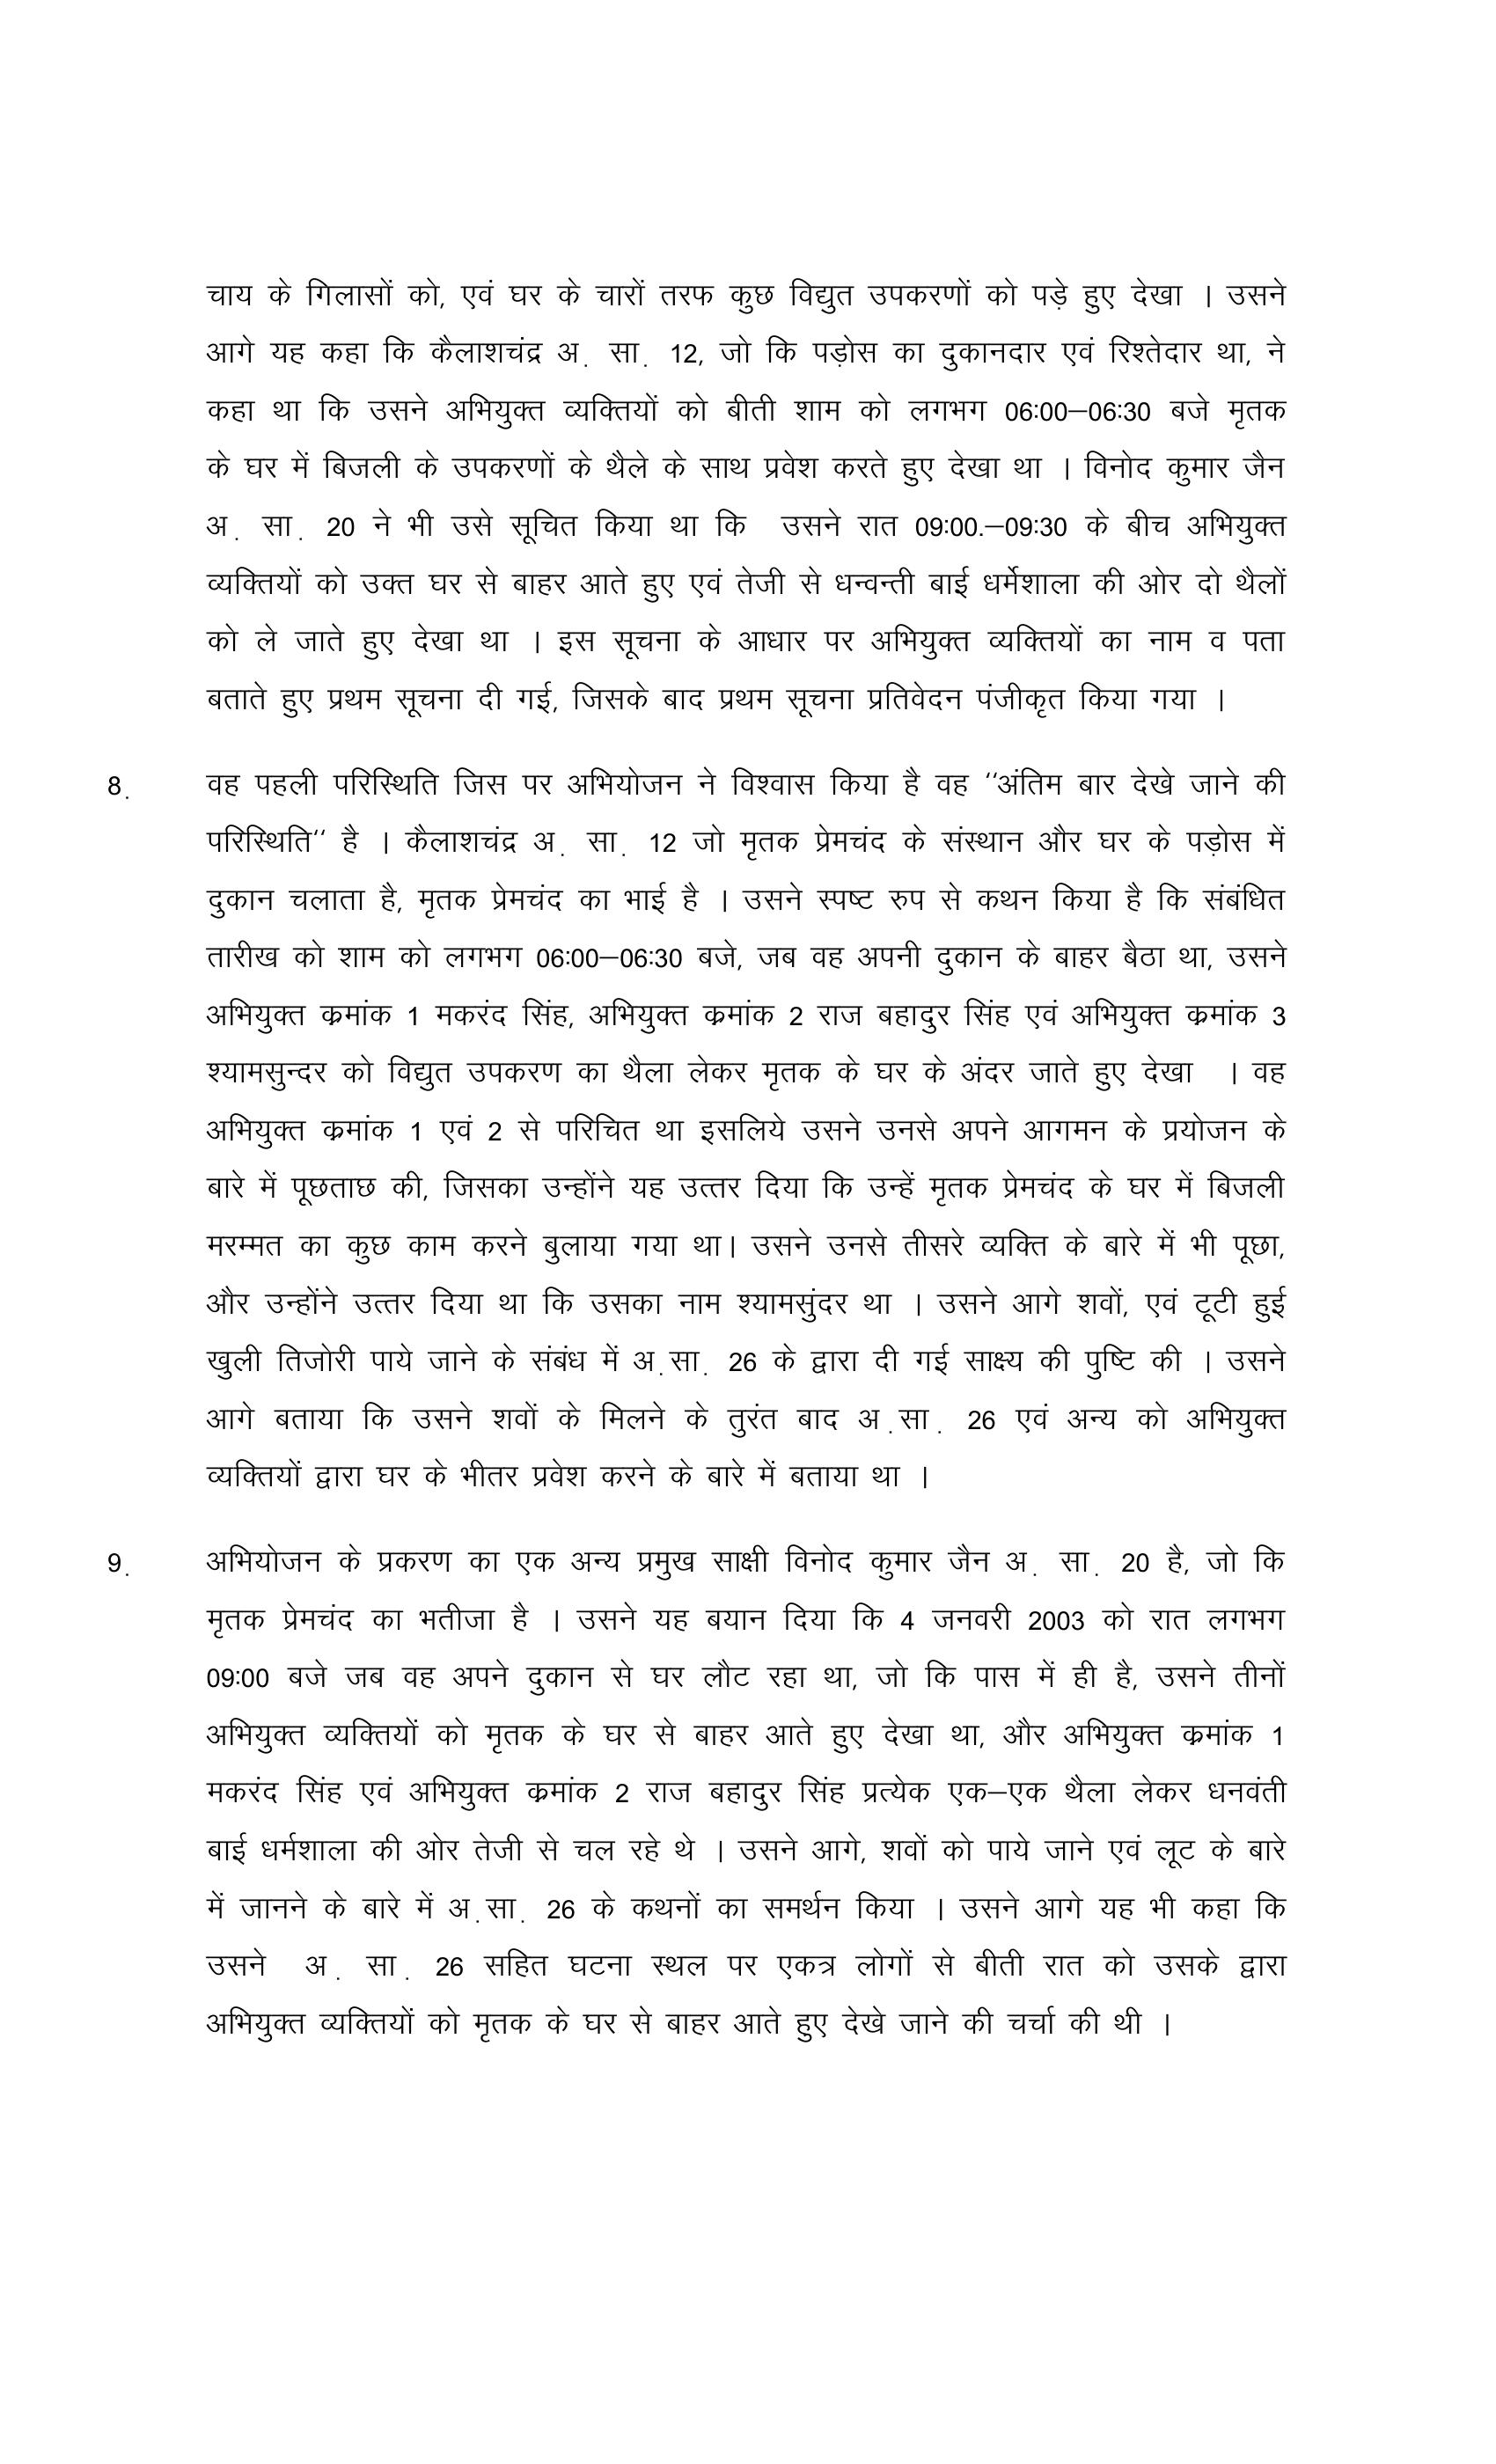 चाय के गिलासों को, एवं घर के चारों तरफ कुछ विद्युत उपकरणों को पड़े हुए देखा । उसने
आगे यह कहा कि कैलाशचंद्र अ. सा. 12, जो कि पड़ोस का दुकानदार एवं रिश्तेदार था, ने
कहा था कि उसने अभियुक्त व्यक्तियों को बीती शाम को लगभग 06:00–06:30 बजे मृतक
के घर में बिजली के उपकरणों के थैले के साथ प्रवेश करते हुए देखा था । विनोद कुमार जैन
अ. सा. 20 ने भी उसे सूचित किया था कि उसने रात 09:00.–09:30 के बीच अभियुक्त
व्यक्तियों को उक्त घर से बाहर आते हुए एवं तेजी से धन्वन्ती बाई धर्मेशाला की ओर दो थैलों
को ले जाते हुए देखा था । इस सूचना के आधार पर अभियुक्त व्यक्तियों का नाम व पता
बताते हुए प्रथम सूचना दी गई, जिसके बाद प्रथम सूचना प्रतिवेदन पंजीकृत किया गया ।
8. वह पहली परिस्थिति जिस पर अभियोजन ने विश्वास किया है वह ''अंतिम बार देखे जाने की
परिस्थिति'' है । कैलाशचंद्र अ. सा. 12 जो मृतक प्रेमचंद के संस्थान और घर के पड़ोस में
दुकान चलाता है, मृतक प्रेमचंद का भाई है । उसने स्पष्ट रुप से कथन किया है कि संबंधित
तारीख को शाम को लगभग 06:00–06:30 बजे, जब वह अपनी दुकान के बाहर बैठा था, उसने
अभियुक्त क्रमांक 1 मकरंद सिंह, अभियुक्त क्रमांक 2 राज बहादुर सिंह एवं अभियुक्त क्रमांक 3
श्यामसुन्दर को विद्युत उपकरण का थैला लेकर मृतक के घर के अंदर जाते हुए देखा । वह
अभियुक्त क्रमांक 1 एवं 2 से परिचित था इसलिये उसने उनसे अपने आगमन के प्रयोजन के
बारे में पूछताछ की, जिसका उन्होंने यह उत्तर दिया कि उन्हें मृतक प्रेमचंद के घर में बिजली
मरम्मत का कुछ काम करने बुलाया गया था। उसने उनसे तीसरे व्यक्ति के बारे में भी पूछा,
और उन्होंने उत्तर दिया था कि उसका नाम श्यामसुंदर था । उसने आगे शवों, एवं टूटी हुई
खुली तिजोरी पाये जाने के संबंध में अ.सा. 26 के द्वारा दी गई साक्ष्य की पुष्टि की । उसने
आगे बताया कि उसने शवों के मिलने के तुरंत बाद अ.सा. 26 एवं अन्य को अभियुक्त
व्यक्तियों द्वारा घर के भीतर प्रवेश करने के बारे में बताया था ।
9. अभियोजन के प्रकरण का एक अन्य प्रमुख साक्षी विनोद कुमार जैन अ. सा. 20 है, जो कि
मृतक प्रेमचंद का भतीजा है । उसने यह बयान दिया कि 4 जनवरी 2003 को रात लगभग
09:00 बजे जब वह अपने दुकान से घर लौट रहा था, जो कि पास में ही है, उसने तीनों
अभियुक्त व्यक्तियों को मृतक के घर से बाहर आते हुए देखा था, और अभियुक्त क्रमांक 1
मकरंद सिंह एवं अभियुक्त क्रमांक 2 राज बहादुर सिंह प्रत्येक एक–एक थैला लेकर धनवंती
बाई धर्मशाला की ओर तेजी से चल रहे थे । उसने आगे, शवों को पाये जाने एवं लूट के बारे
में जानने के बारे में अ.सा. 26 के कथनों का समर्थन किया । उसने आगे यह भी कहा कि
उसने अ. सा. 26 सहित घटना स्थल पर एकत्र लोगों से बीती रात को उसके द्वारा
अभियुक्त व्यक्तियों को मृतक के घर से बाहर आते हुए देखे जाने की चर्चा की थी ।